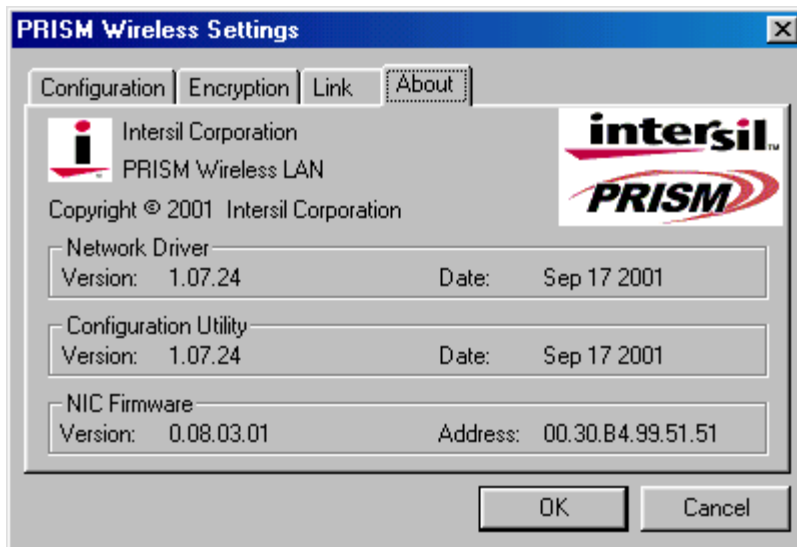 PRISM Wireless Settings
Configuration Encryption Link About
i Intersil Corporation
PRISM Wireless LAN
Copyright © 2001 Intersil Corporation
intersil™
PRISM
Network Driver
Version: 1.07.24 Date: Sep 17 2001
Configuration Utility
Version: 1.07.24 Date: Sep 17 2001
NIC Firmware
Version: 0.08.03.01 Address: 00.30.B4.99.51.51
OK Cancel